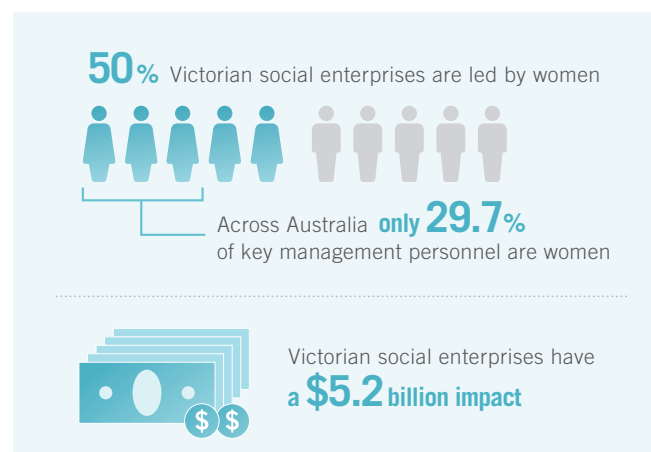 50% Victorian social enterprises are led by women
Across Australia only 29.7%
of key management personnel are women
Victorian social enterprises have
a $5.2 billion impact
$ $